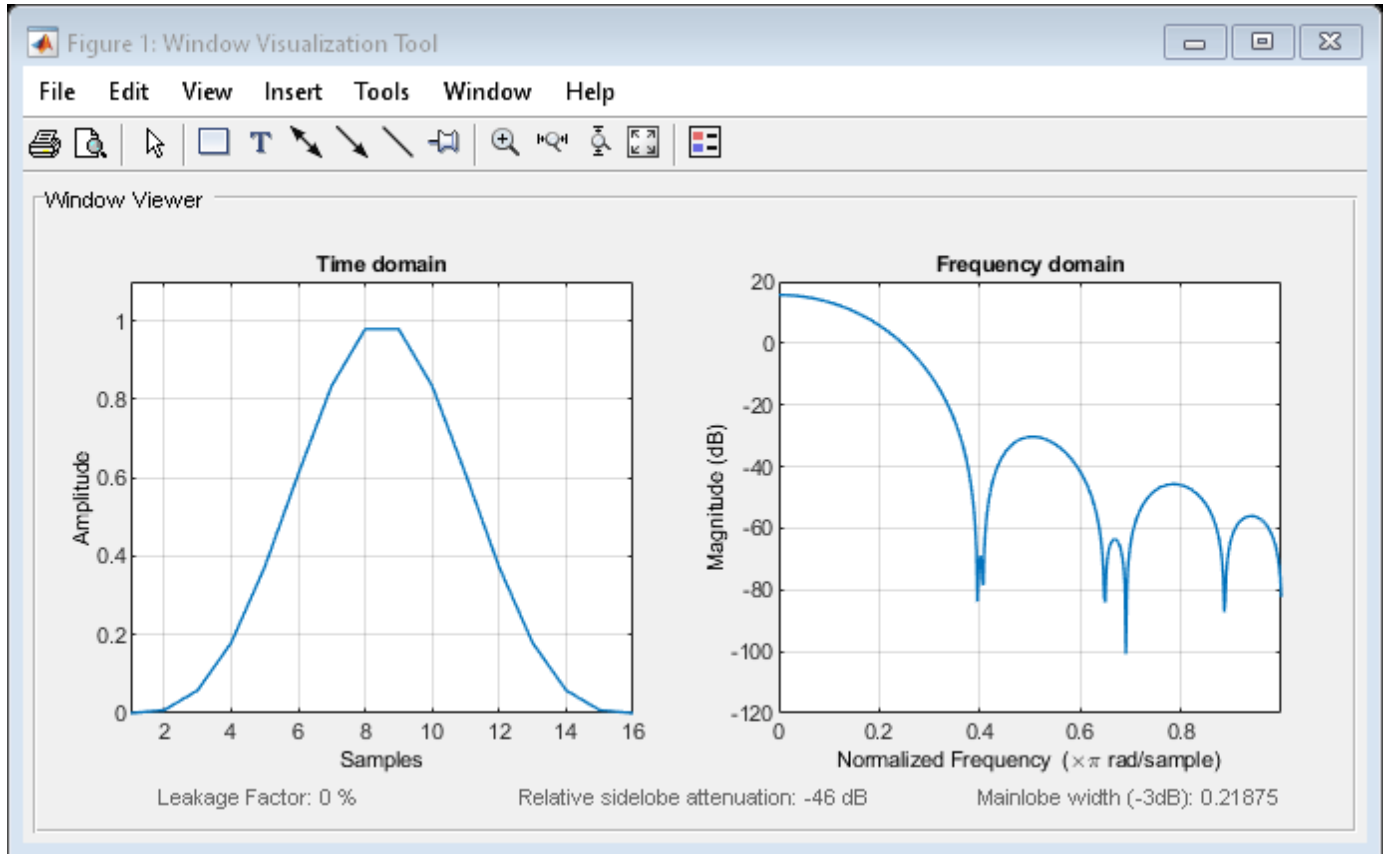 Figure 1: Window Visualization Tool
File Edit View Insert Tools Window Help
T
Window Viewer
Time domain
1
0.8
0.6
0.4
0.2
0
Amplitude
2 4 6 8 10 12 14 16
Samples
Frequency domain
20
0
-20
-40
-60
-80
-100
-120
Magnitude (dB)
0 0.2 0.4 0.6 0.8
Normalized Frequency (×π rad/sample)
Leakage Factor: 0 % Relative sidelobe attenuation: -46 dB Mainlobe width (-3dB): 0.21875